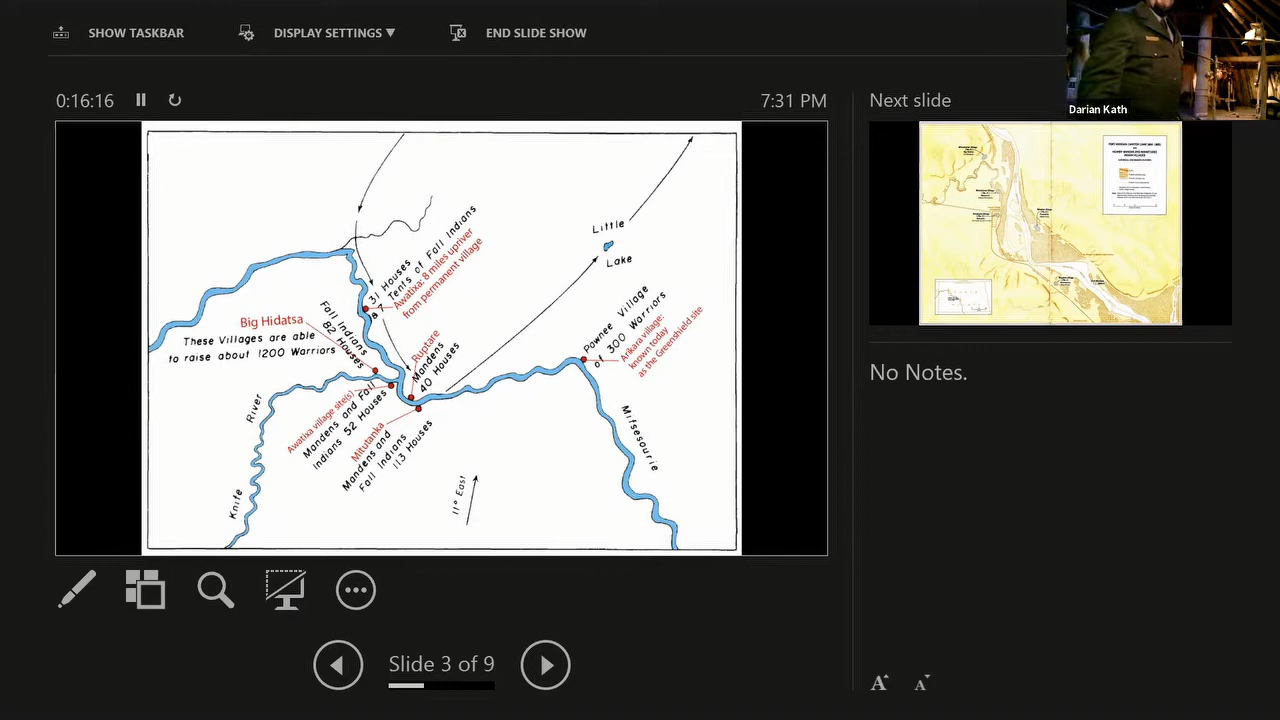 SHOW TASKBAR
DISPLAY SETTINGS ▼
END SLIDE SHOW
0:16:16
7:31 PM
Next slide
Darian Kath
Little
Lake
31 Houses
87 Tents of Fall Indians
Awatixa: 8 miles upriver
from permanent village
Big Hidatsa
These Villages are able
to raise about 1200 Warriors
Fall Indians
82 Houses
Ruptare
Mandens
40 Houses
Pawnee Village
of 300 Warriors
Arikara village:
known today
as the Greenshield site
Awatixa village site(s)
Mandens and Fall
Indians 52 Houses
Mitutanka
Mandens and
Fall Indians
113 Houses
Knife
River
11° East
Mitsesourie
No Notes.
Slide 3 of 9
A
A